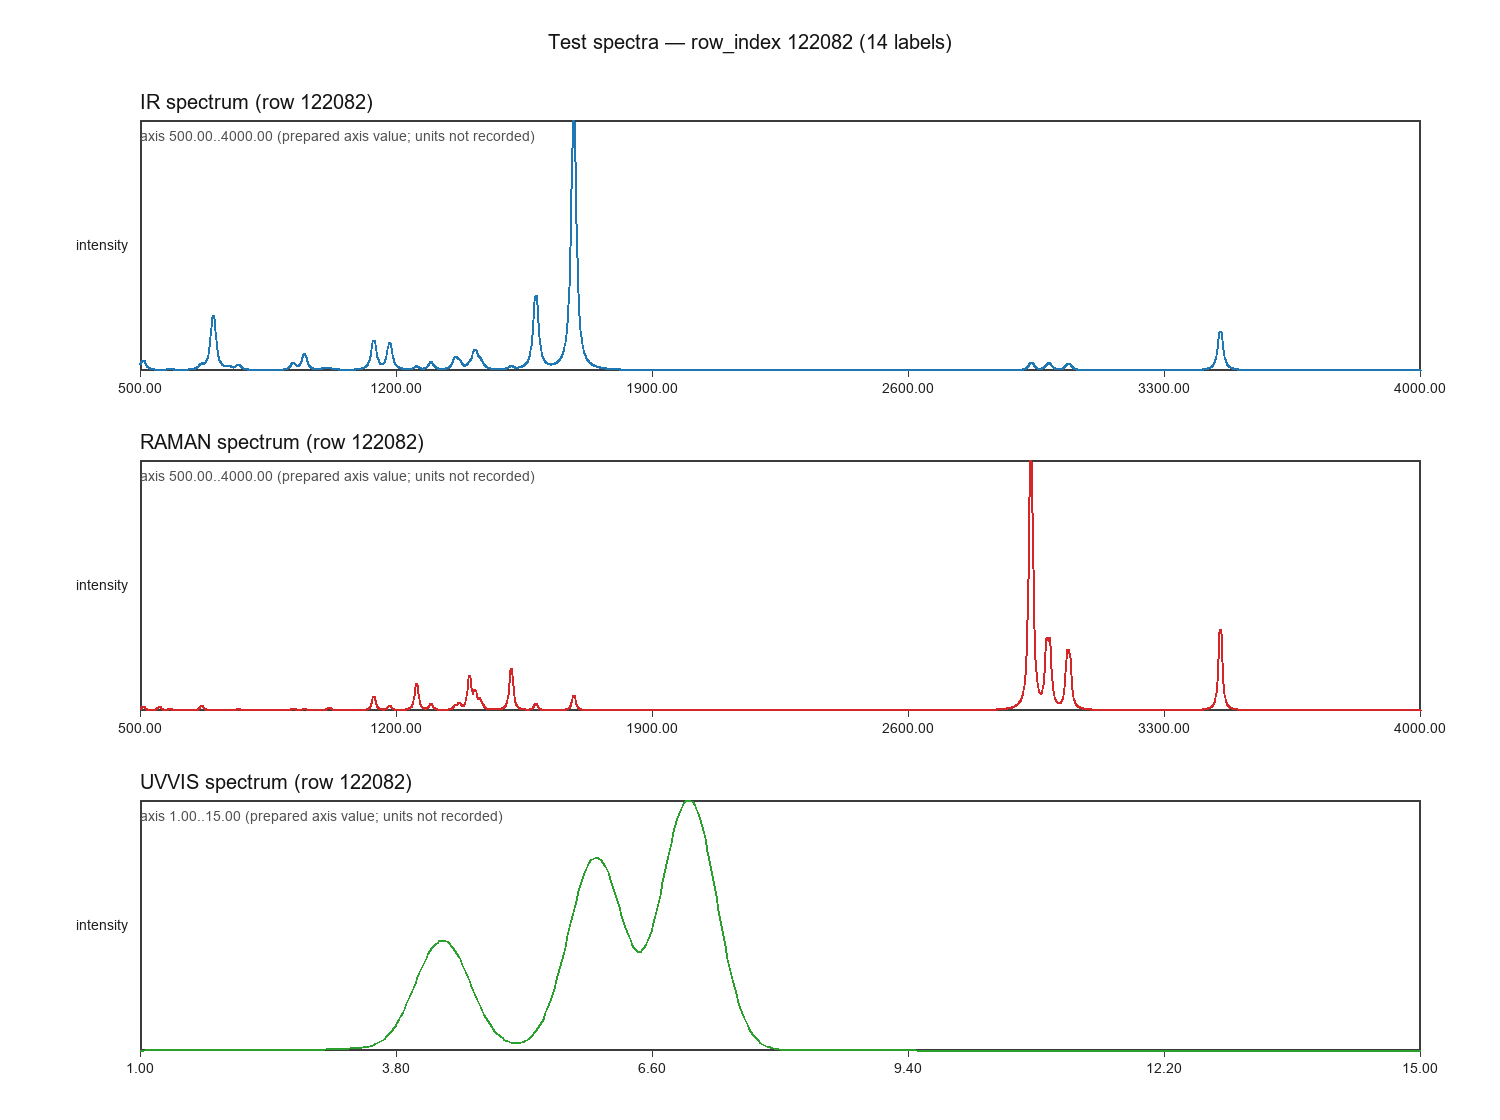 Test spectra — row_index 122082 (14 labels)
IR spectrum (row 122082)
axis 500.00..4000.00 (prepared axis value; units not recorded)
intensity
500.00 1200.00 1900.00 2600.00 3300.00 4000.00
RAMAN spectrum (row 122082)
axis 500.00..4000.00 (prepared axis value; units not recorded)
intensity
500.00 1200.00 1900.00 2600.00 3300.00 4000.00
UVVIS spectrum (row 122082)
axis 1.00..15.00 (prepared axis value; units not recorded)
intensity
1.00 3.80 6.60 9.40 12.20 15.00